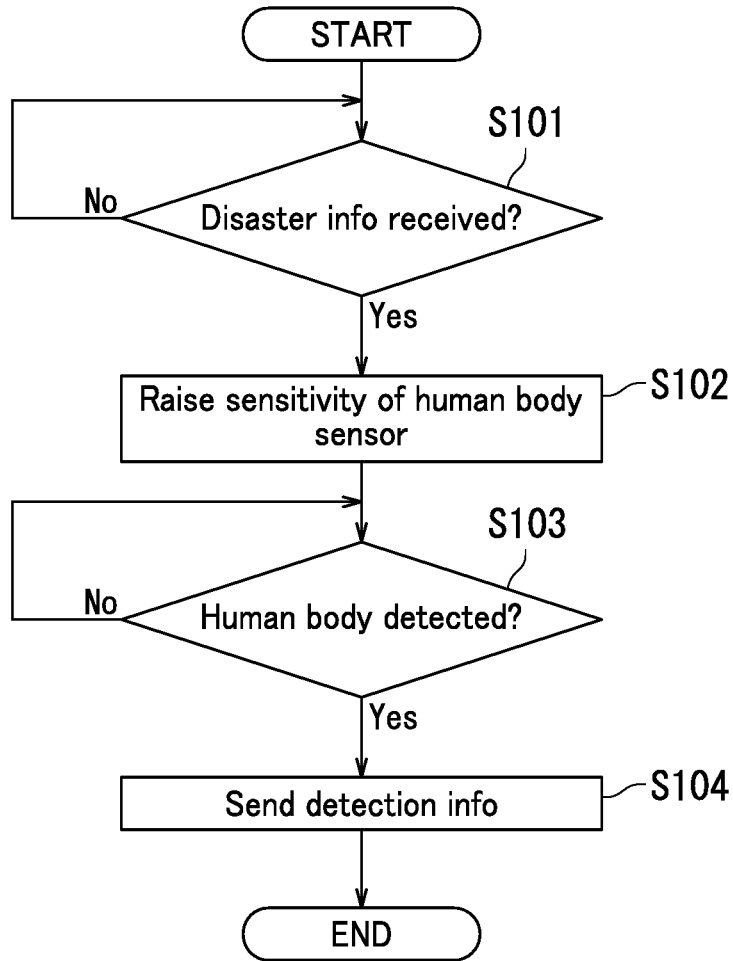 START
S101
No
Disaster info received?
Yes
Raise sensitivity of human body
sensor
S102
S103
No
Human body detected?
Yes
Send detection info
S104
END